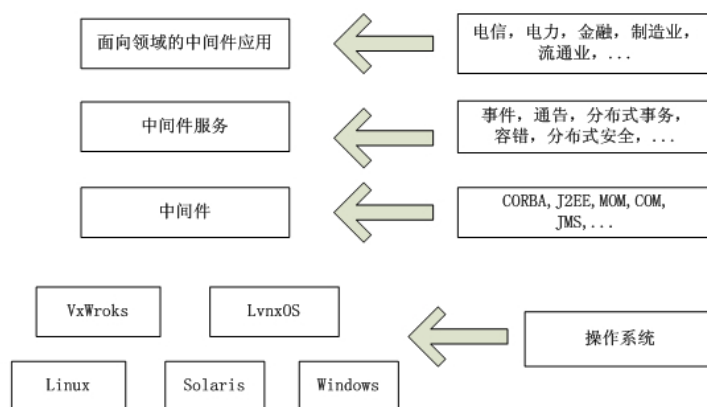 面向领域的中间件应用
电信，电力，金融，制造业，
流通业，...
中间件服务
事件，通告，分布式事务，
容错，分布式安全，...
中间件
CORBA,J2EE,MOM,COM,
JMS,...
VxWroks
LvnxOS
操作系统
Linux
Solaris
Windows